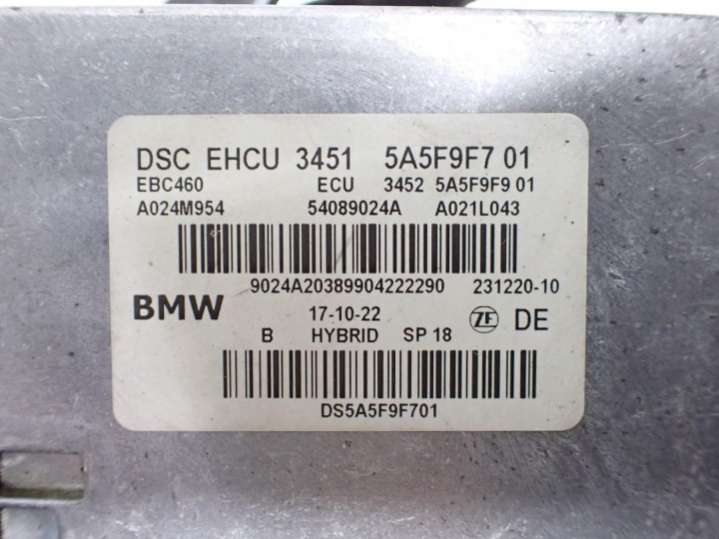 DSC EHCU 3451 5A5F9F7 01
EBC460 ECU 3452 5A5F9F9 01
A024M954 54089024A A021L043
9024A20389904222290 231220-10
BMW 17-10-22 ZF DE
B HYBRID SP 18
DS5A5F9F701